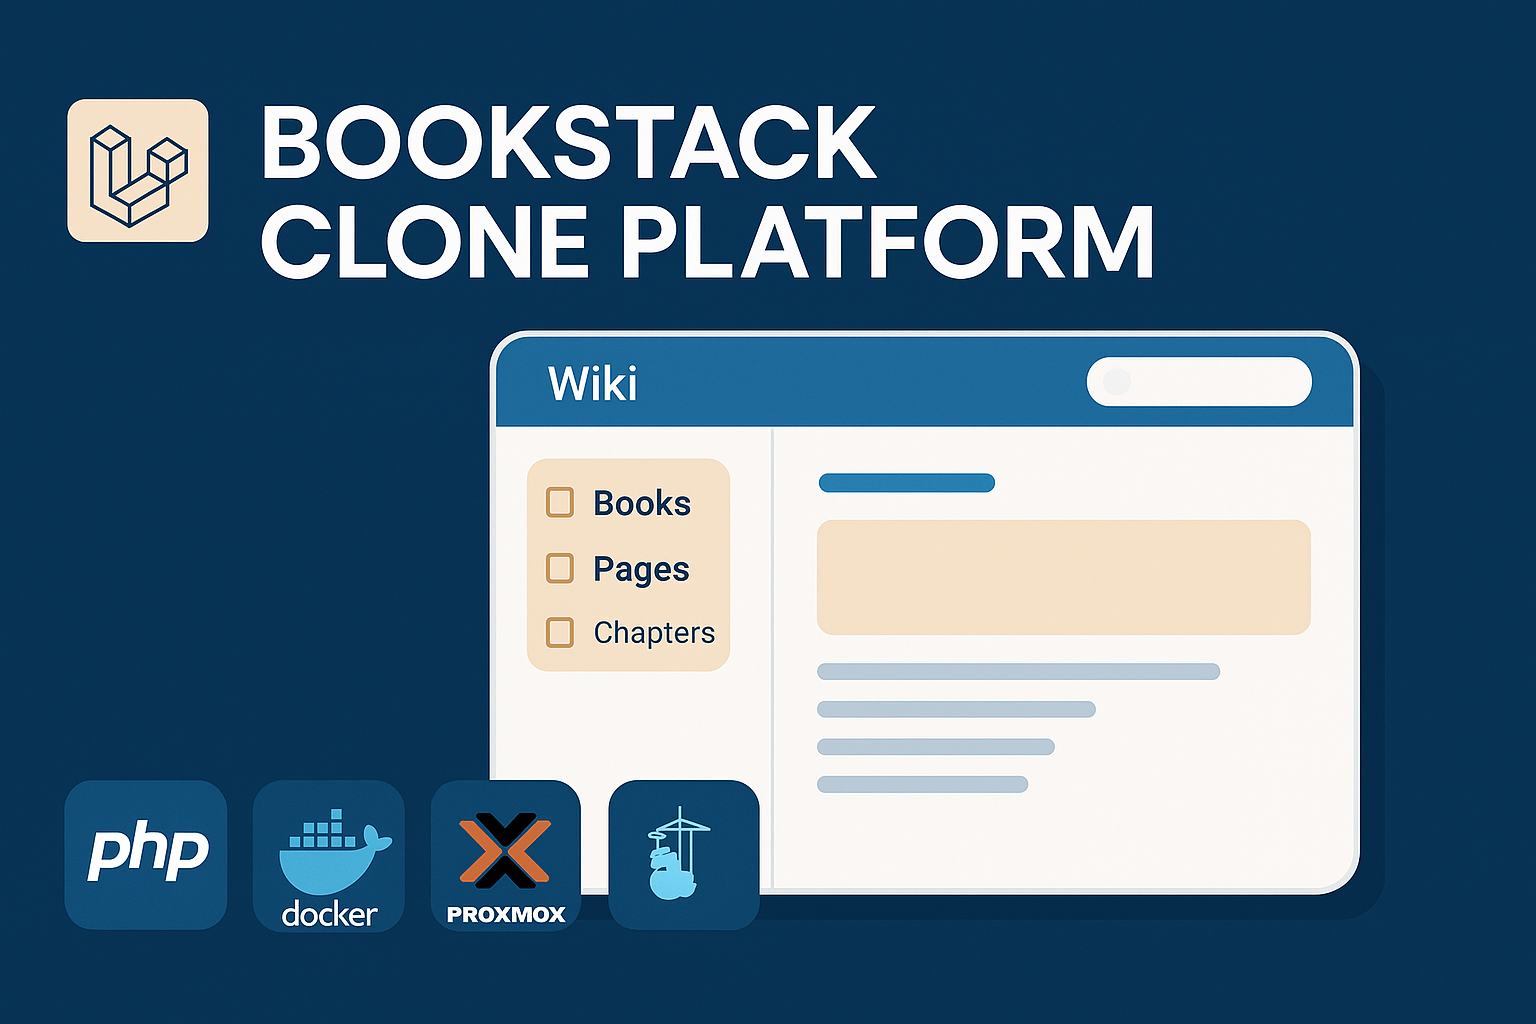 BOOKSTACK
CLONE PLATFORM
Wiki
Books
Pages
Chapters
php
docker
PROXMOX